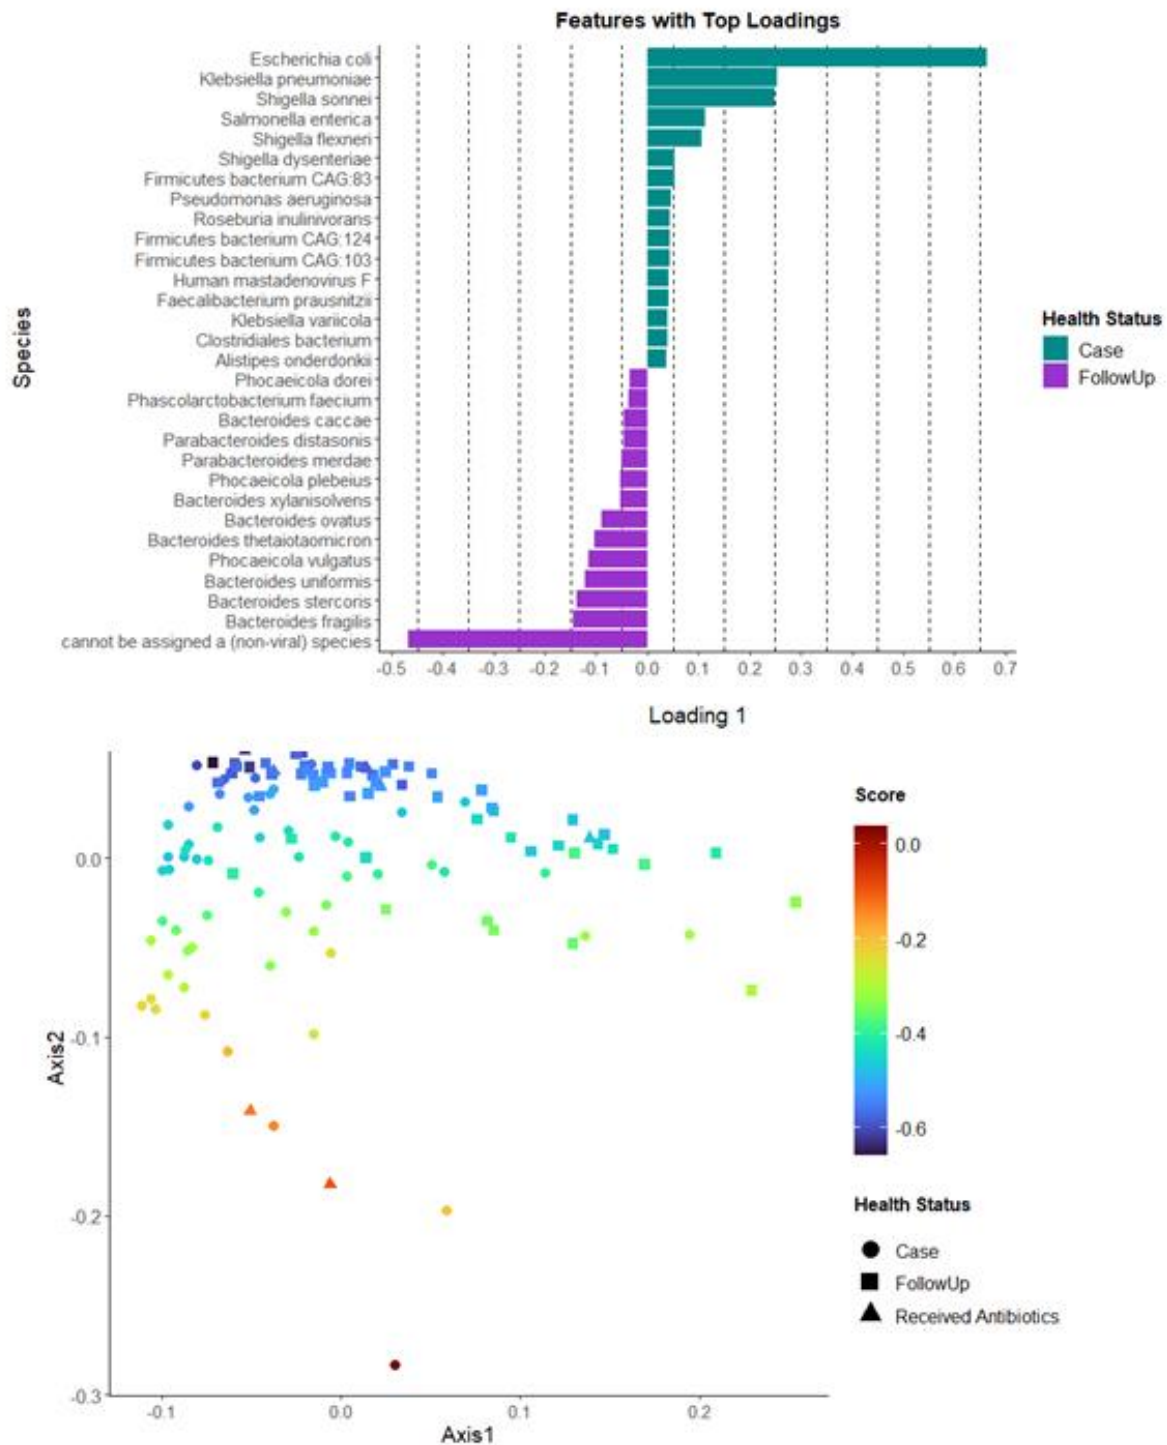 Features with Top Loadings
Escherichia coli
Klebsiella pneumoniae
Shigella sonnei
Salmonella enterica
Shigella flexneri
Shigella dysenteriae
Firmicutes bacterium CAG:83
Pseudomonas aeruginosa
Roseburia inulinivorans
Firmicutes bacterium CAG:124
Firmicutes bacterium CAG:103
Human mastadenovirus F
Faecalibacterium prausnitzii
Klebsiella variicola
Clostridiales bacterium
Alistipes onderdonkii
Phocaeicola dorei
Phascolarctobacterium faecium
Bacteroides caccae
Parabacteroides distasonis
Parabacteroides merdae
Phocaeicola plebeius
Bacteroides xylanisolvens
Bacteroides ovatus
Bacteroides thetaiotaomicron
Phocaeicola vulgatus
Bacteroides uniformis
Bacteroides stercoris
Bacteroides fragilis
cannot be assigned a (non-viral) species
Species
-0.5 -0.4 -0.3 -0.2 -0.1 0.0 0.1 0.2 0.3 0.4 0.5 0.6 0.7
Loading 1
Health Status
Case
FollowUp
0.0
-0.1
-0.2
-0.3
Axis2
-0.1 0.0 0.1 0.2
Axis1
Score
0.0
-0.2
-0.4
-0.6
Health Status
Case
FollowUp
Received Antibiotics